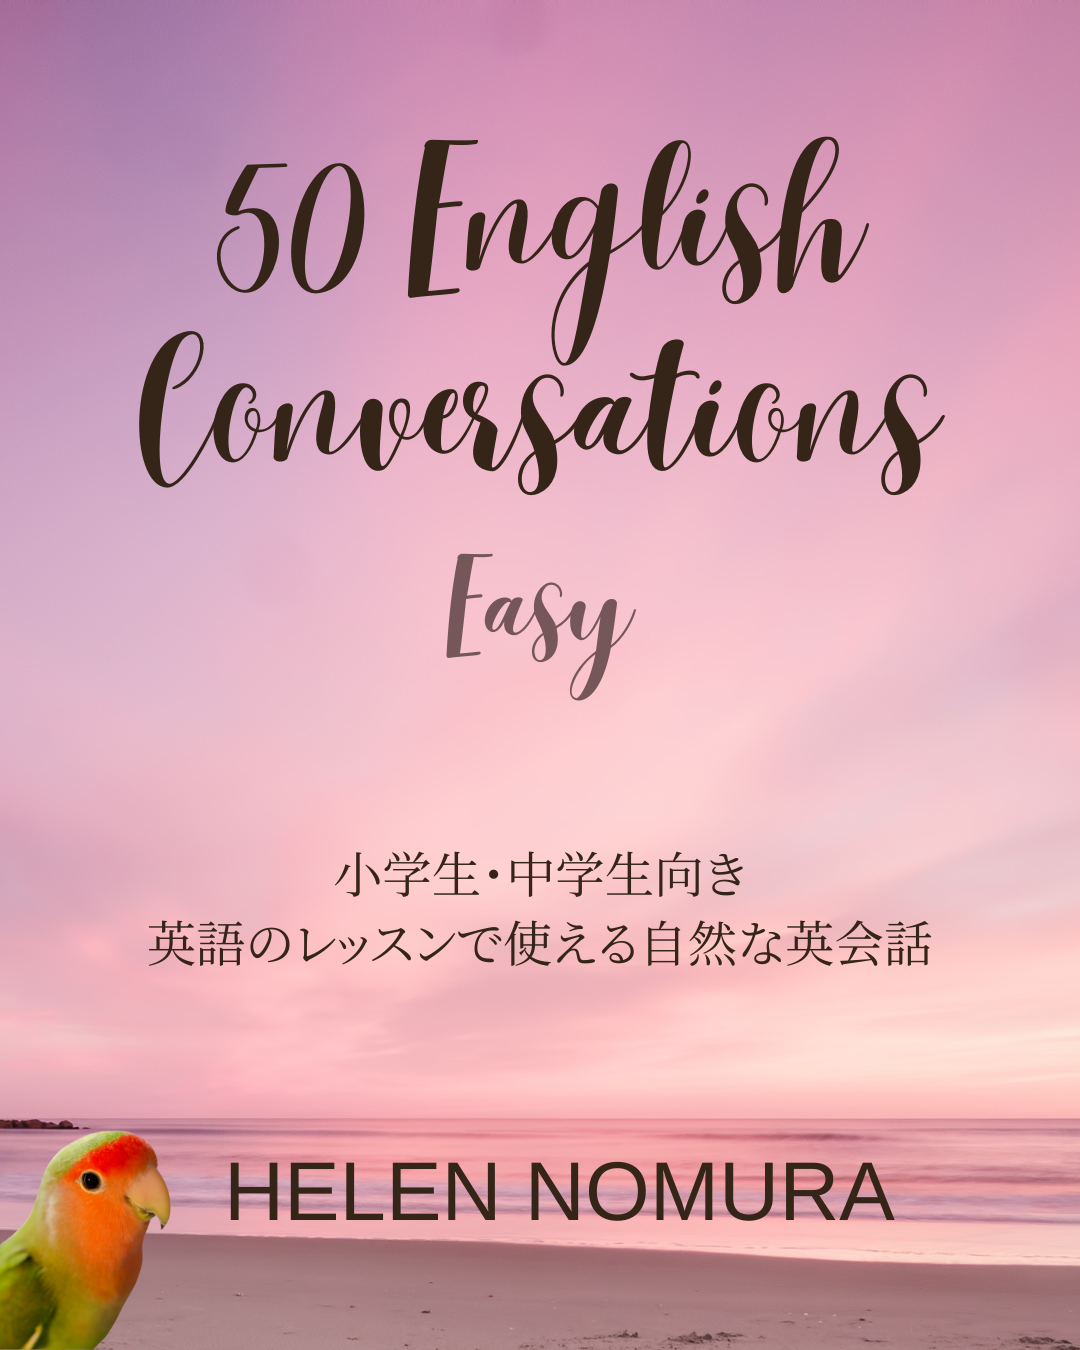 50 English
Conversations
Easy
小学生・中学生向き
英語のレッスンで使える自然な英会話
HELEN NOMURA